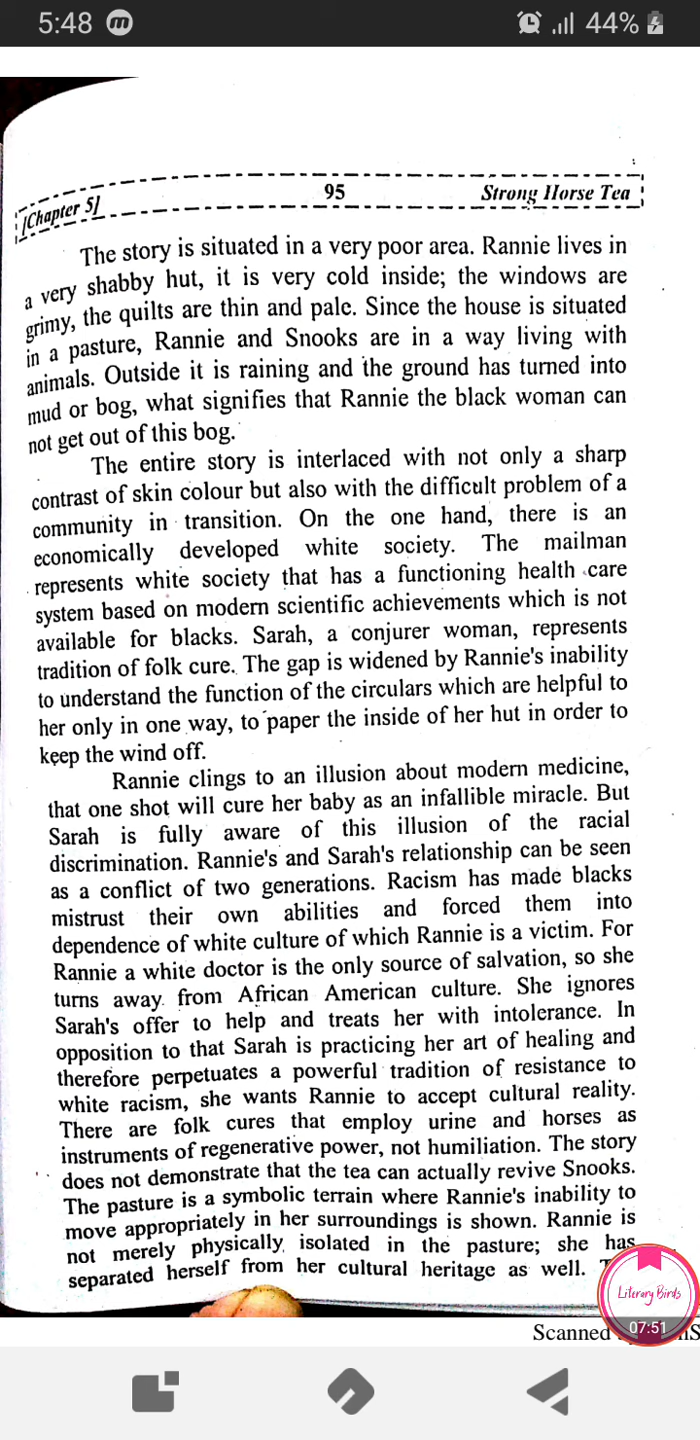 5:48 m 44%
[Chapter 5] 95 Strong Horse Tea
The story is situated in a very poor area. Rannie lives in
a very shabby hut, it is very cold inside; the windows are
grimy, the quilts are thin and pale. Since the house is situated
in a pasture, Rannie and Snooks are in a way living with
animals. Outside it is raining and the ground has turned into
mud or bog, what signifies that Rannie the black woman can
not get out of this bog.
The entire story is interlaced with not only a sharp
contrast of skin colour but also with the difficult problem of a
community in transition. On the one hand, there is an
economically developed white society. The mailman
represents white society that has a functioning health care
system based on modern scientific achievements which is not
available for blacks. Sarah, a conjurer woman, represents
tradition of folk cure. The gap is widened by Rannie's inability
to understand the function of the circulars which are helpful to
her only in one way, to paper the inside of her hut in order to
keep the wind off.
Rannie clings to an illusion about modern medicine,
that one shot will cure her baby as an infallible miracle. But
Sarah is fully aware of this illusion of the racial
discrimination. Rannie's and Sarah's relationship can be seen
as a conflict of two generations. Racism has made blacks
mistrust their own abilities and forced them into
dependence of white culture of which Rannie is a victim. For
Rannie a white doctor is the only source of salvation, so she
turns away from African American culture. She ignores
Sarah's offer to help and treats her with intolerance. In
opposition to that Sarah is practicing her art of healing and
therefore perpetuates a powerful tradition of resistance to
white racism, she wants Rannie to accept cultural reality.
There are folk cures that employ urine and horses as
instruments of regenerative power, not humiliation. The story
does not demonstrate that the tea can actually revive Snooks.
The pasture is a symbolic terrain where Rannie's inability to
move appropriately in her surroundings is shown. Rannie is
not merely physically isolated in the pasture; she has
separated herself from her cultural heritage as well.
Literary Birds
07:51
Scanned